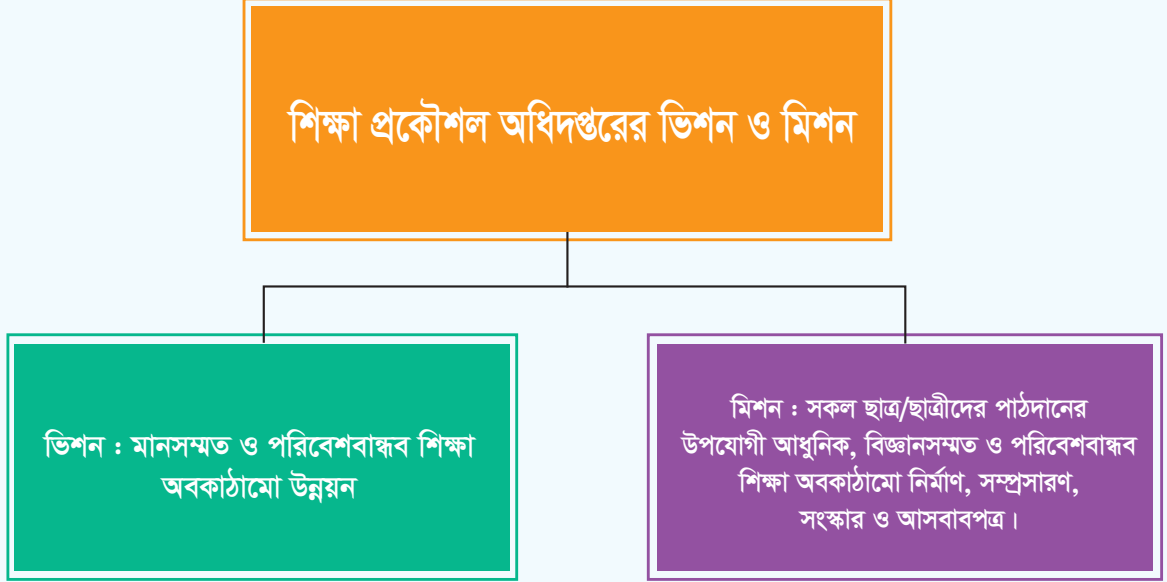 শিক্ষা প্রকৌশল অধিদপ্তরের ভিশন ও মিশন
ভিশন : মানসম্মত ও পরিবেশবান্ধব শিক্ষা
অবকাঠামো উন্নয়ন
মিশন : সকল ছাত্র/ছাত্রীদের পাঠদানের
উপযোগী আধুনিক, বিজ্ঞানসম্মত ও পরিবেশবান্ধব
শিক্ষা অবকাঠামো নির্মাণ, সম্প্রসারণ,
সংস্কার ও আসবাবপত্র।